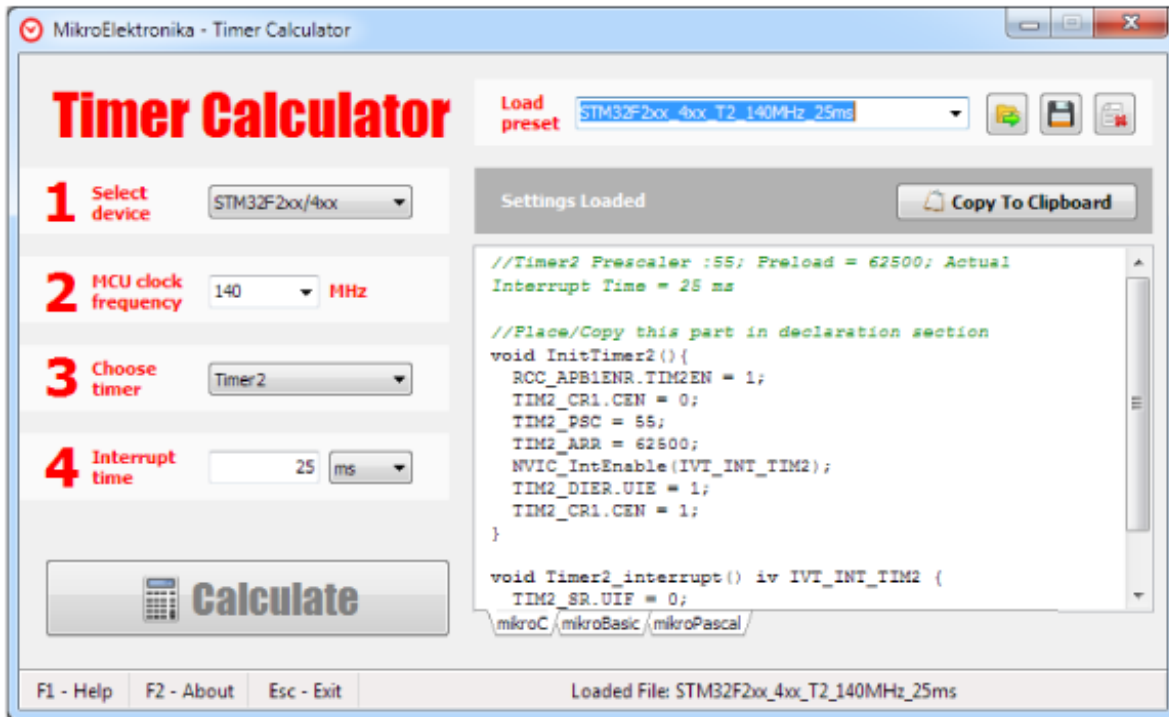 MikroElektronika - Timer Calculator
Timer Calculator
Load
preset
STM32F2xx_4xx_T2_140MHz_25ms
1 Select
device
STM32F2xx/4xx
2 MCU clock
frequency
140 MHz
3 Choose
timer
Timer2
4 Interrupt
time
25 ms
Calculate
Settings Loaded
Copy To Clipboard
//Timer2 Prescaler :55; Preload = 62500; Actual
Interrupt Time = 25 ms
//Place/Copy this part in declaration section
void InitTimer2(){
RCC_APB1ENR.TIM2EN = 1;
TIM2_CR1.CEN = 0;
TIM2_PSC = 55;
TIM2_ARR = 62500;
NVIC_IntEnable(IVT_INT_TIM2);
TIM2_DIER.UIE = 1;
TIM2_CR1.CEN = 1;
}
void Timer2_interrupt() iv IVT_INT_TIM2 {
TIM2_SR.UIF = 0;
mikroC mikroBasic mikroPascal
F1 - Help F2 - About Esc - Exit Loaded File: STM32F2xx_4xx_T2_140MHz_25ms